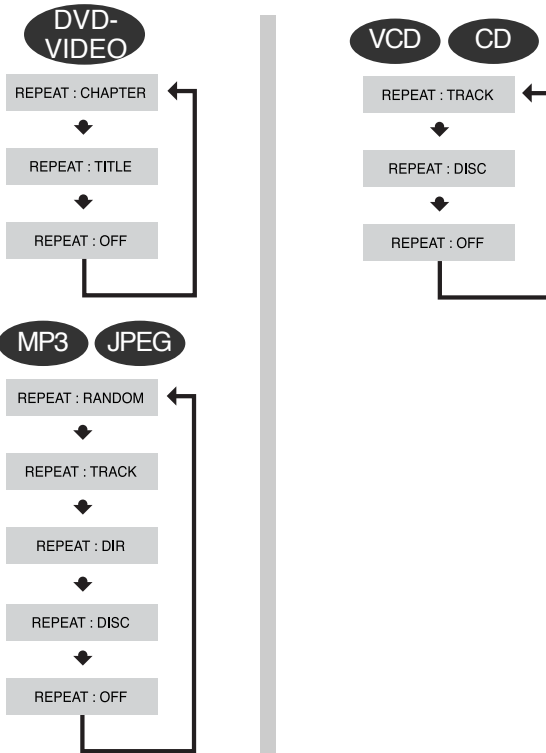 DVD-
VIDEO
REPEAT : CHAPTER
REPEAT : TITLE
REPEAT : OFF
MP3 JPEG
REPEAT : RANDOM
REPEAT : TRACK
REPEAT : DIR
REPEAT : DISC
REPEAT : OFF
VCD CD
REPEAT : TRACK
REPEAT : DISC
REPEAT : OFF